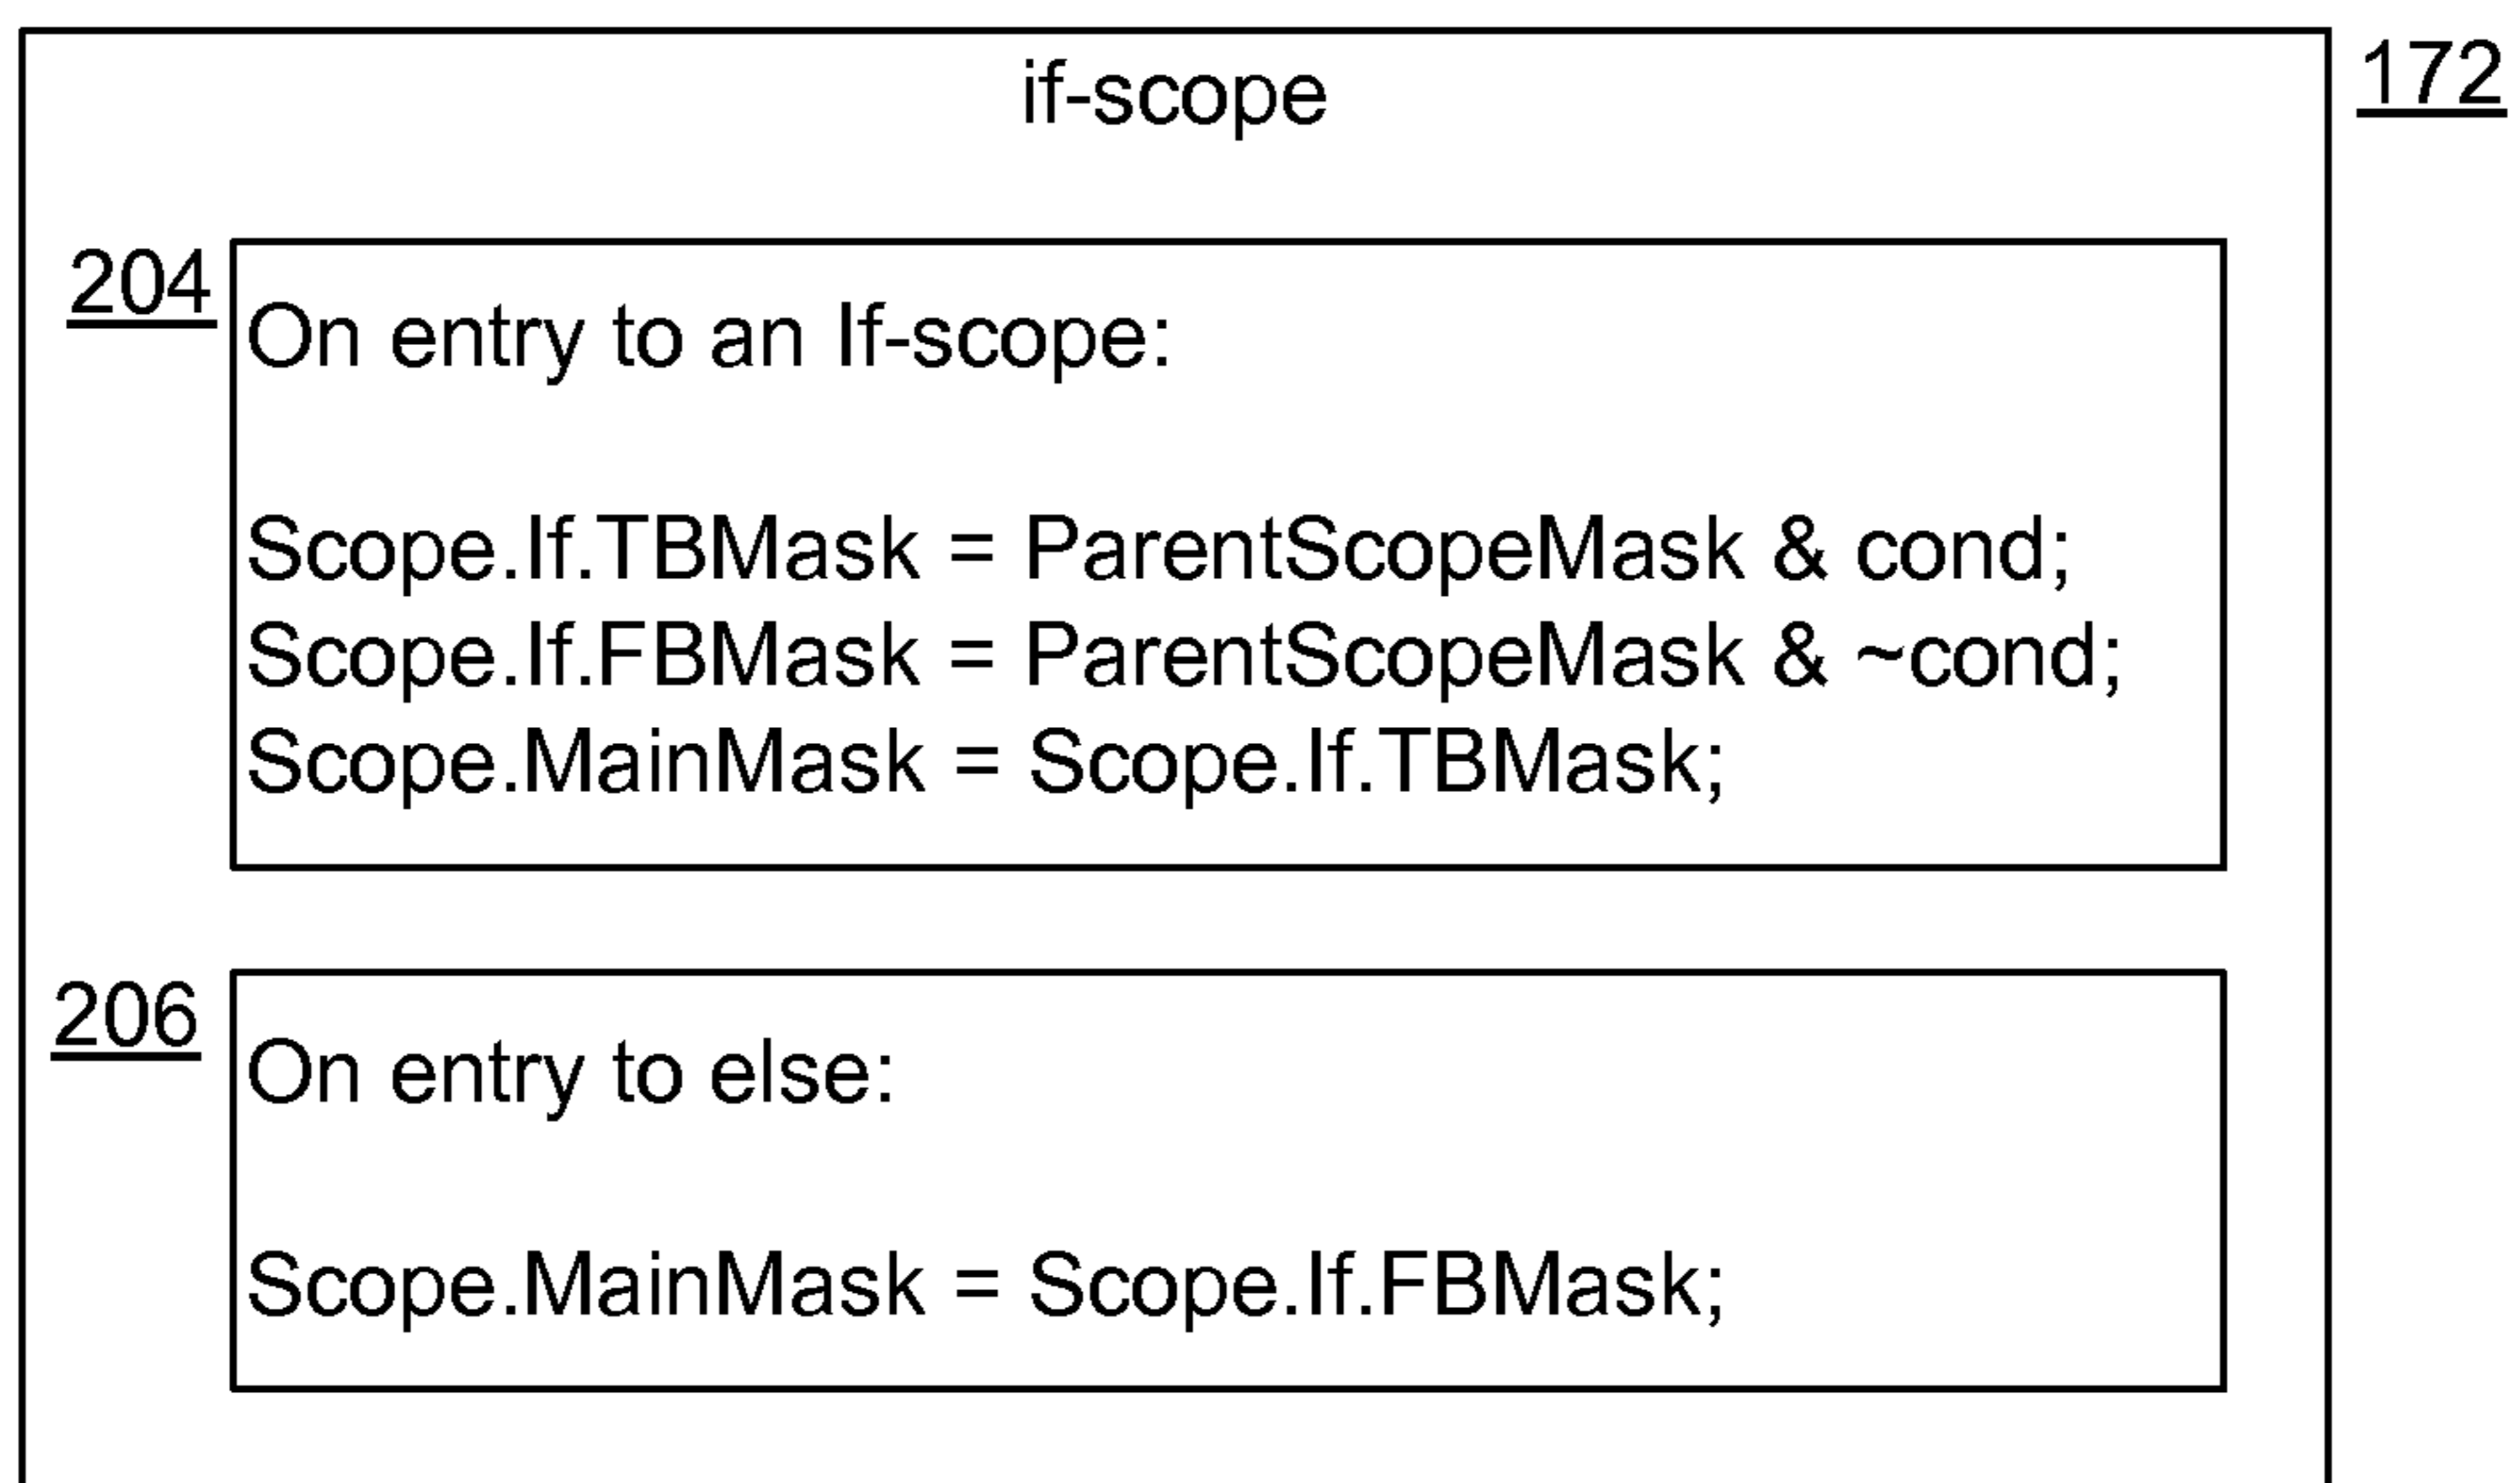 if-scope
172
204
On entry to an If-scope:
Scope.If.TBMask = ParentScopeMask & cond;
Scope.If.FBMask = ParentScopeMask & ~cond;
Scope.MainMask = Scope.If.TBMask;
206
On entry to else:
Scope.MainMask = Scope.If.FBMask;